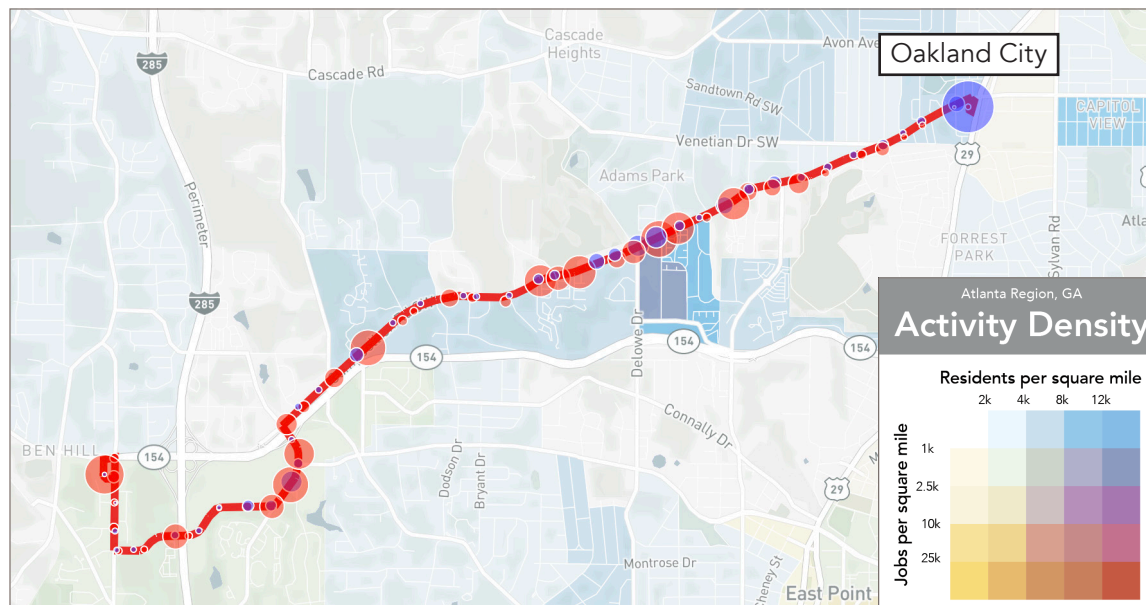 Cascade
Heights
Avon Ave
Oakland City
285
Cascade Rd
Sandtown Rd SW
CAPITOL
VIEW
Venetian Dr SW
29
Adams Park
Perimeter
Sylvan Rd
FORREST
PARK
285
Delowe Dr
154
154
154
Connally Dr
BEN HILL
154
Dodson Dr
Bryant Dr
29
Montrose Dr
East Point
Atlanta Region, GA
Activity Density
Residents per square mile
2k 4k 8k 12k
Jobs per square mile
1k
2.5k
10k
25k